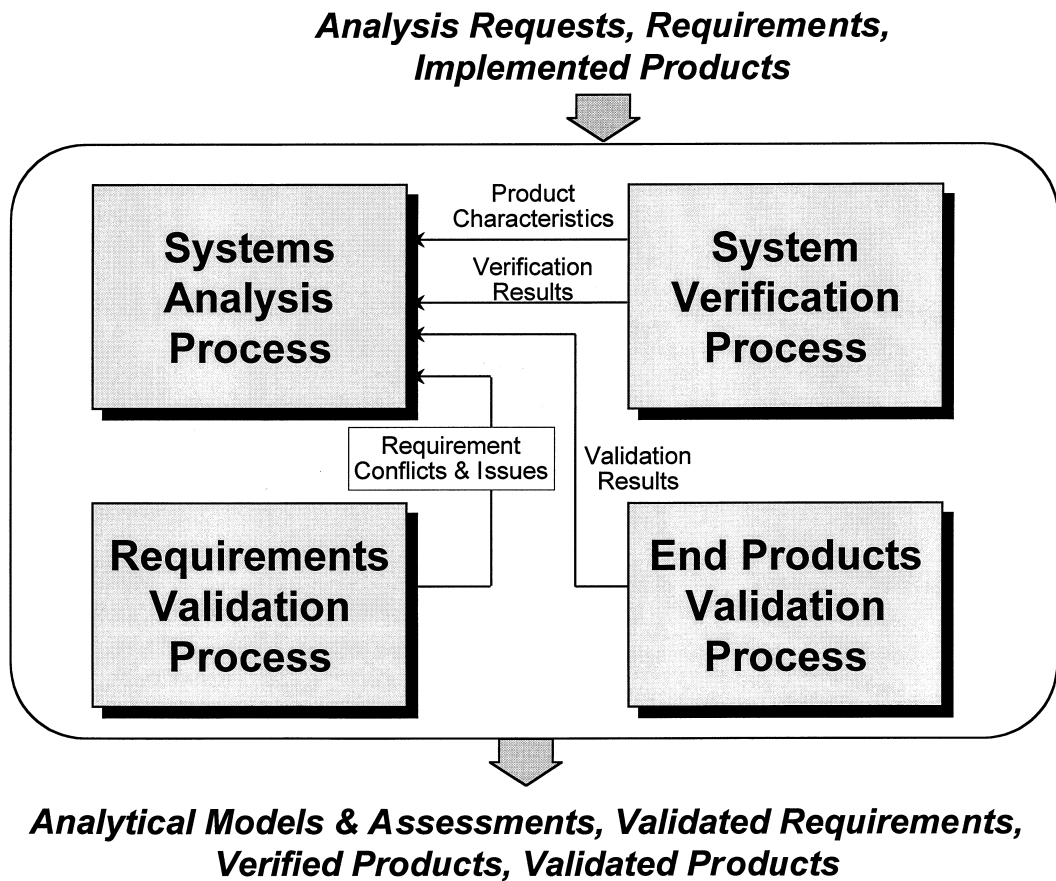 Analysis Requests, Requirements,
Implemented Products
Systems
Analysis
Process
Product
Characteristics
Verification
Results
System
Verification
Process
Requirement
Conflicts & Issues
Validation
Results
Requirements
Validation
Process
End Products
Validation
Process
Analytical Models & Assessments, Validated Requirements,
Verified Products, Validated Products